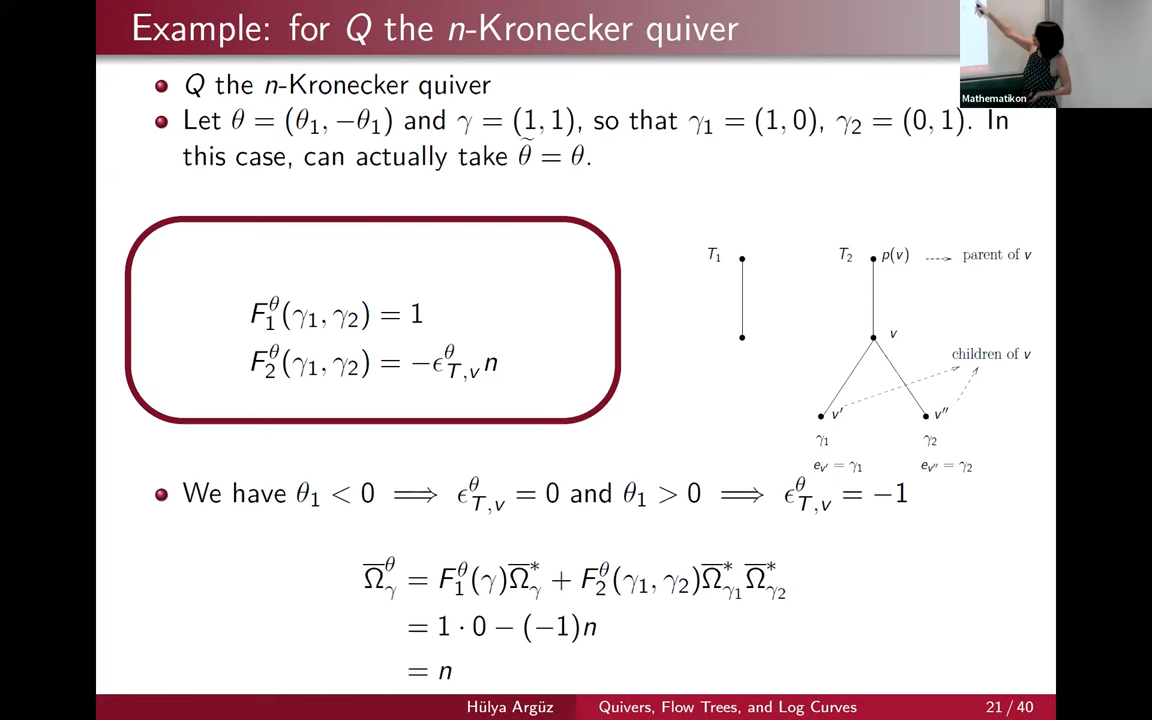 Example: for Q the n-Kronecker quiver
Mathematikon
Q the n-Kronecker quiver
Let θ = (θ₁, −θ₁) and γ = (1, 1), so that γ₁ = (1, 0), γ₂ = (0, 1). In
this case, can actually take θ̃ = θ.
F₁^θ(γ₁, γ₂) = 1
F₂^θ(γ₁, γ₂) = −ϵ^θ_{T,v} n
T₁
T₂ p(v) parent of v
v
children of v
v′ v″
γ₁ γ₂
e_{v′} = γ₁ e_{v″} = γ₂
We have θ₁ < 0 ⟹ ϵ^θ_{T,v} = 0 and θ₁ > 0 ⟹ ϵ^θ_{T,v} = −1
Ω̅^θ_γ = F₁^θ(γ)Ω̅^*_γ + F₂^θ(γ₁, γ₂)Ω̅^*_{γ₁}Ω̅^*_{γ₂}
= 1 · 0 − (−1)n
= n
Hülya Argüz Quivers, Flow Trees, and Log Curves 21 / 40